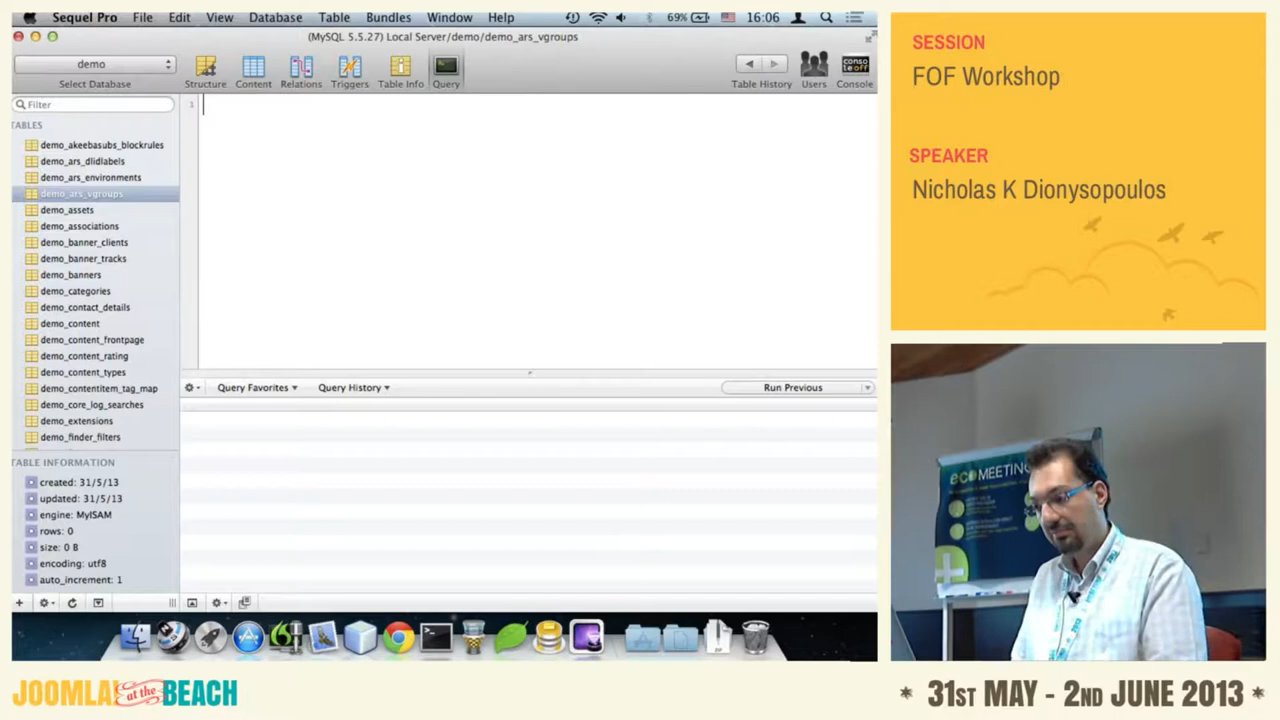 Sequel Pro File Edit View Database Table Bundles Window Help 69% 16:06
(MySQL 5.5.27) Local Server/demo/demo_ars_vgroups
demo
Select Database
Structure Content Relations Triggers Table Info Query Table History Users Console
conso
le off
Filter
1
TABLES
demo_akeebasubs_blockrules
demo_ars_dlidlabels
demo_ars_environments
demo_ars_vgroups
demo_assets
demo_associations
demo_banner_clients
demo_banner_tracks
demo_banners
demo_categories
demo_contact_details
demo_content
demo_content_frontpage
demo_content_rating
demo_content_types
demo_contentitem_tag_map
demo_core_log_searches
demo_extensions
demo_finder_filters
Query Favorites Query History Run Previous
TABLE INFORMATION
created: 31/5/13
updated: 31/5/13
engine: MyISAM
rows: 0
size: 0 B
encoding: utf8
auto_increment: 1
SESSION
FOF Workshop
SPEAKER
Nicholas K Dionysopoulos
ecoMEETING
JOOMLA! at the BEACH
* 31ST MAY - 2ND JUNE 2013 *